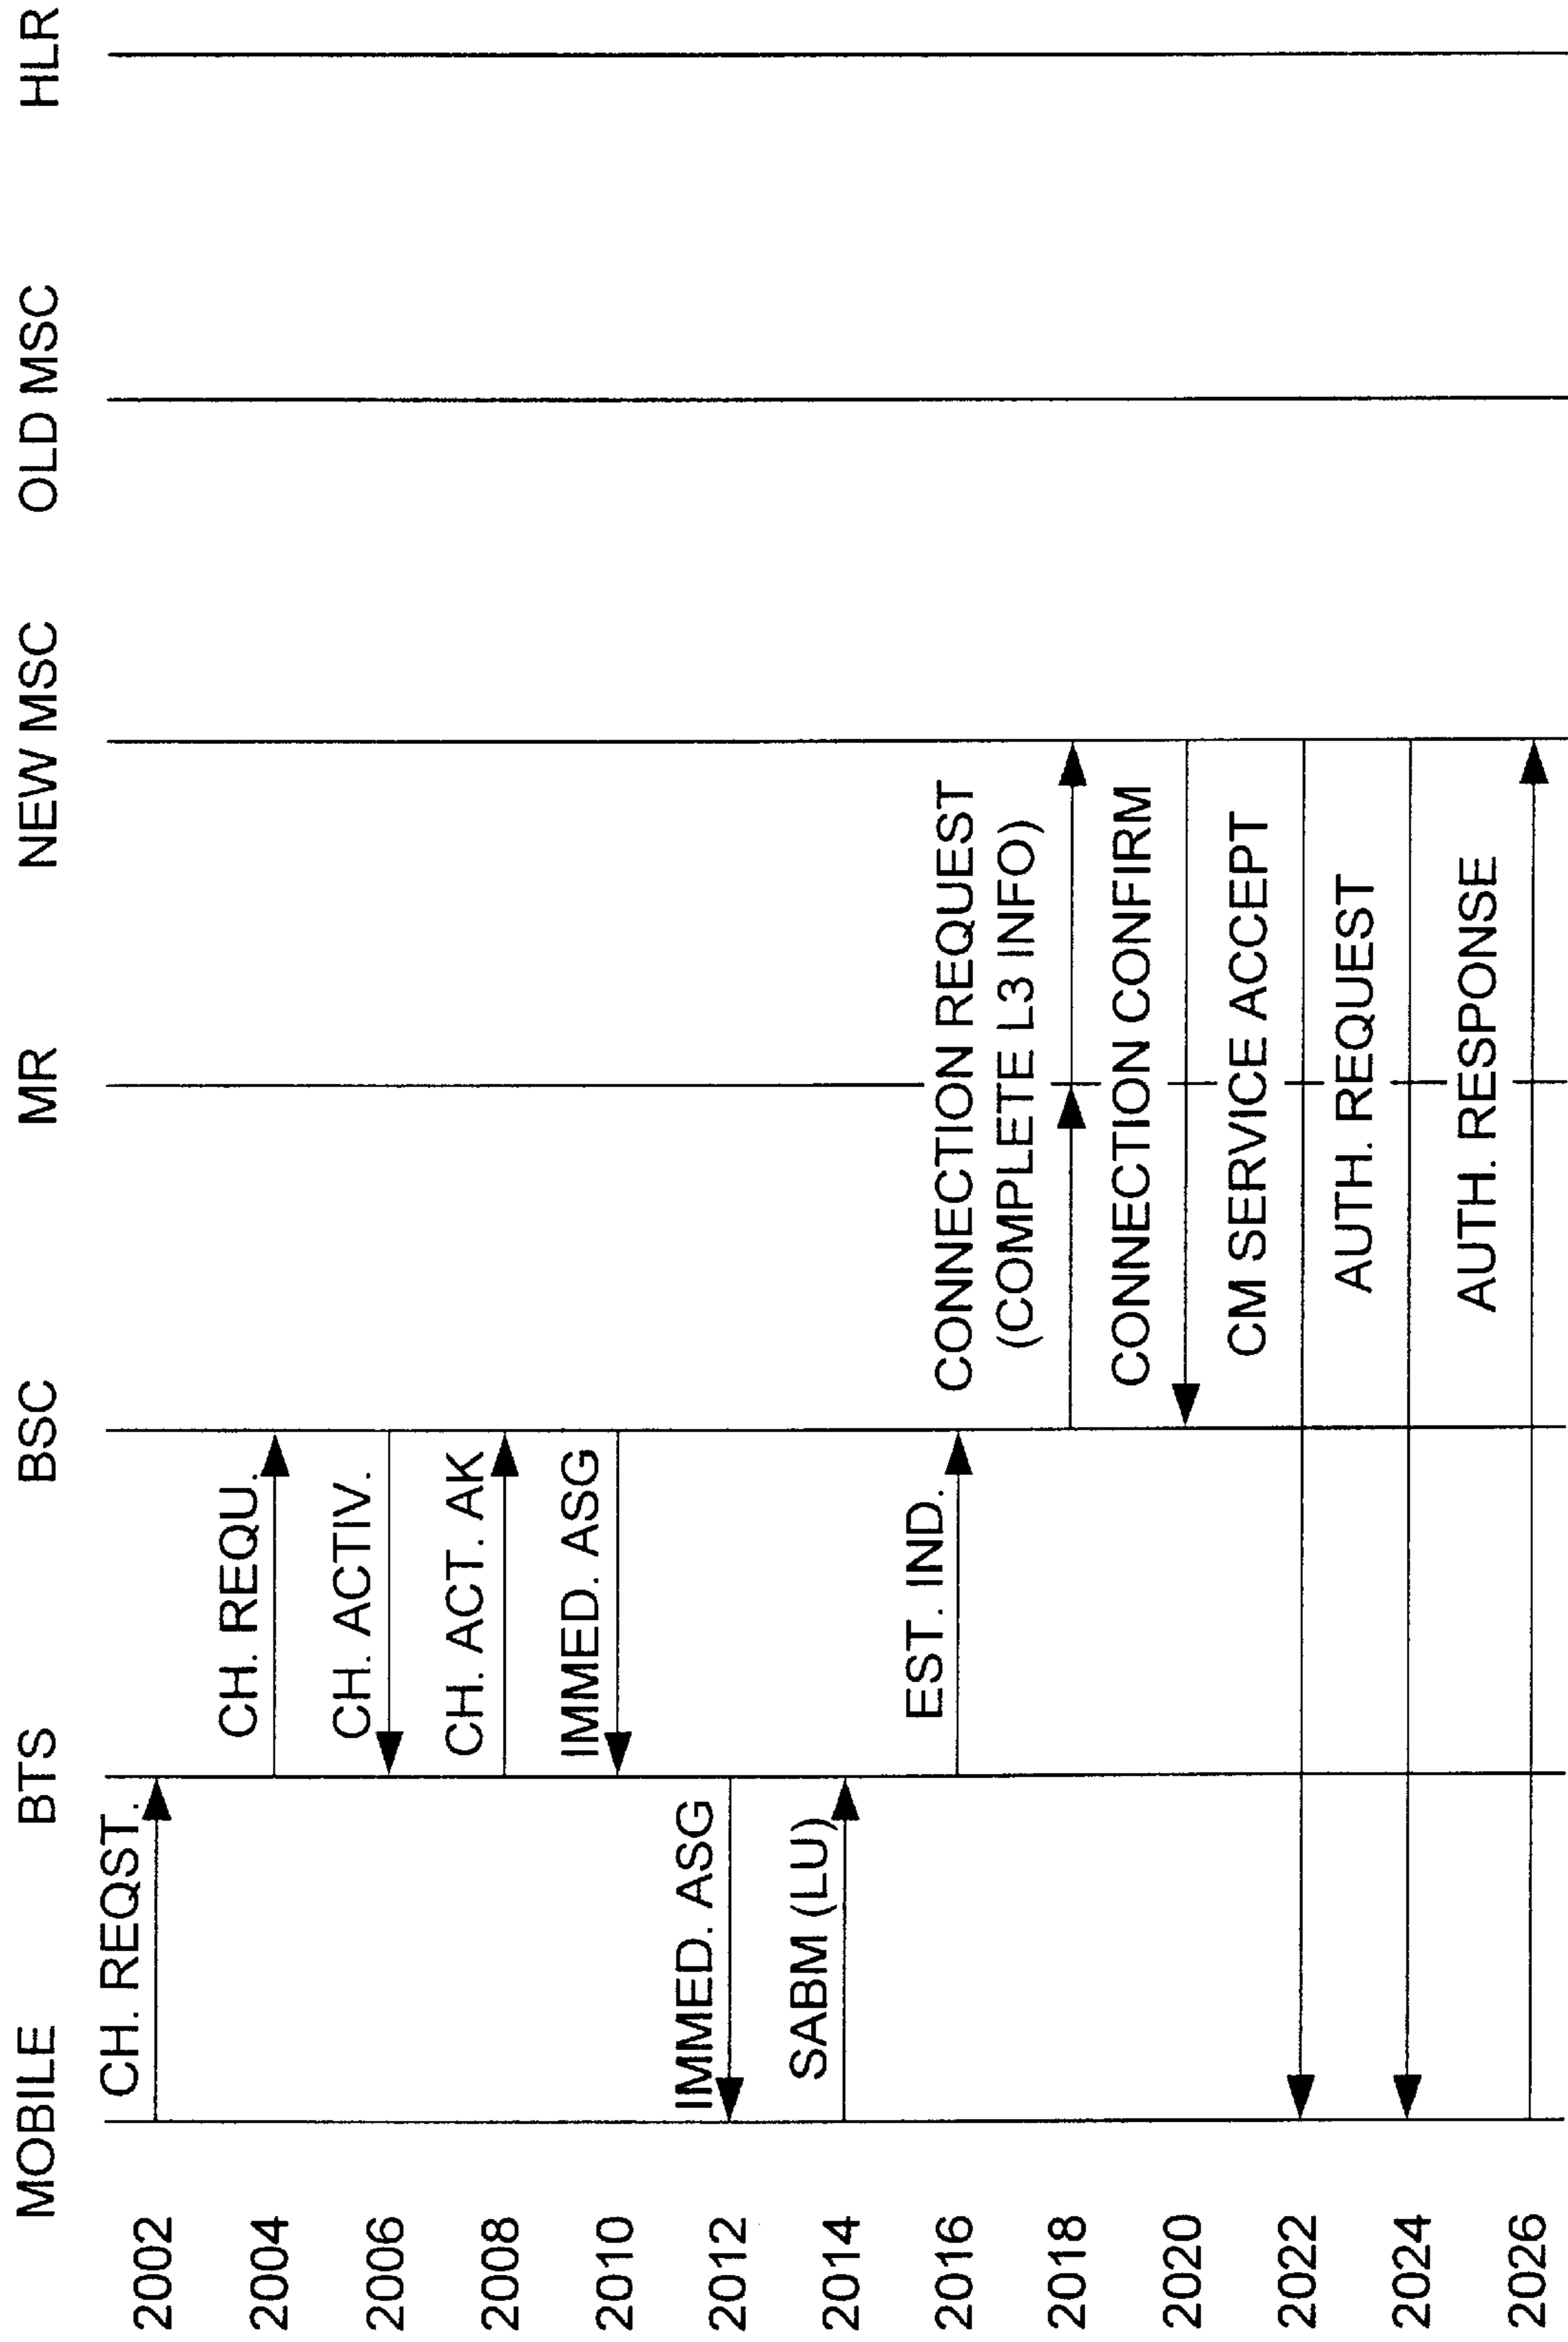 MOBILE BTS BSC MR NEW MSC OLD MSC HLR
2002 CH. REQST.
2004 CH. REQU.
2006 CH. ACTIV.
2008 CH. ACT. AK
2010 IMMED. ASG
2012 IMMED. ASG
2014 SABM (LU)
2016 EST. IND.
CONNECTION REQUEST
2018 (COMPLETE L3 INFO)
2020 CONNECTION CONFIRM
2022 CM SERVICE ACCEPT
2024 AUTH. REQUEST
2026 AUTH. RESPONSE